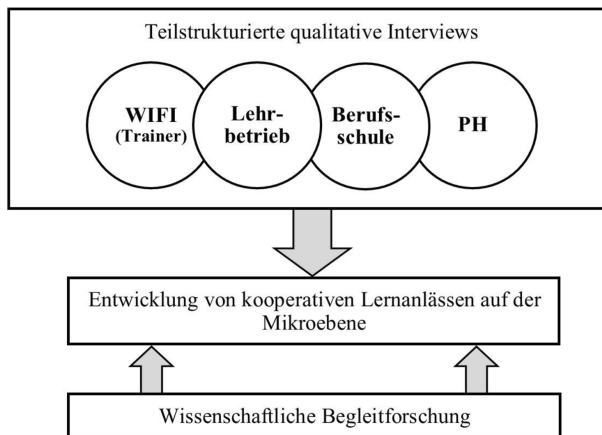 Teilstrukturierte qualitative Interviews
WIFI
(Trainer)
Lehr-
betrieb
Berufs-
schule
PH
Entwicklung von kooperativen Lernanlässen auf der
Mikroebene
Wissenschaftliche Begleitforschung